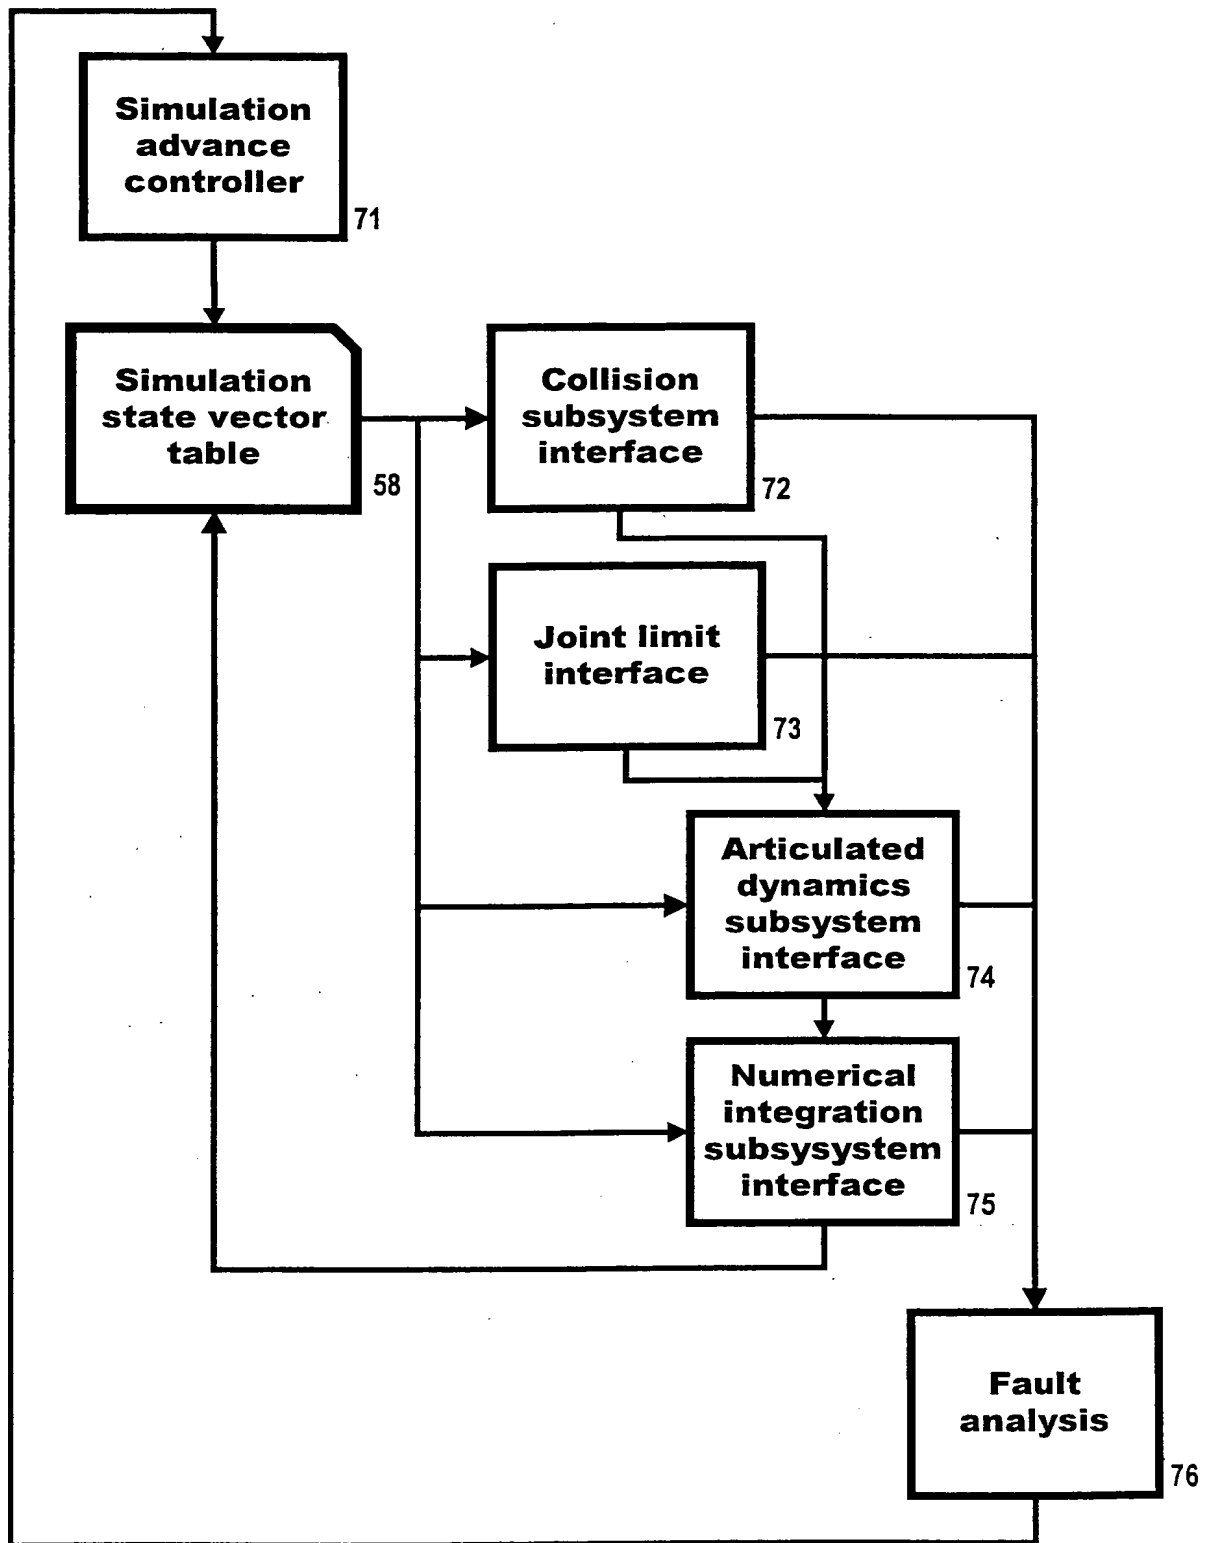 Simulation
advance
controller
71
Simulation
state vector
table
58
Collision
subsystem
interface
72
Joint limit
interface
73
Articulated
dynamics
subsystem
interface
74
Numerical
integration
subsysystem
interface
75
Fault
analysis
76